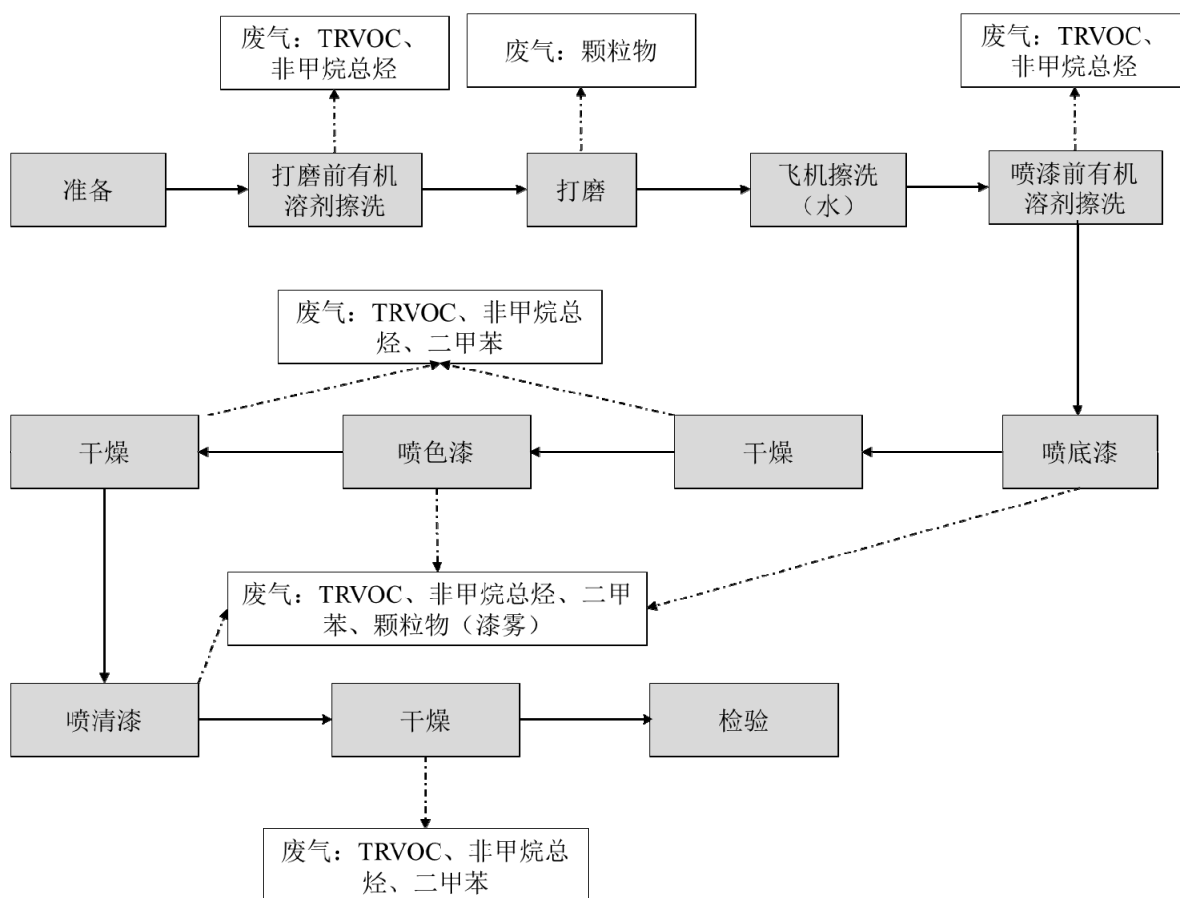 废气：TRVOC、
非甲烷总烃
废气：颗粒物
废气：TRVOC、
非甲烷总烃
准备
打磨前有机
溶剂擦洗
打磨
飞机擦洗
（水）
喷漆前有机
溶剂擦洗
废气：TRVOC、非甲烷总
烃、二甲苯
干燥
喷色漆
干燥
喷底漆
废气：TRVOC、非甲烷总烃、二甲
苯、颗粒物（漆雾）
喷清漆
干燥
检验
废气：TRVOC、非甲烷总
烃、二甲苯